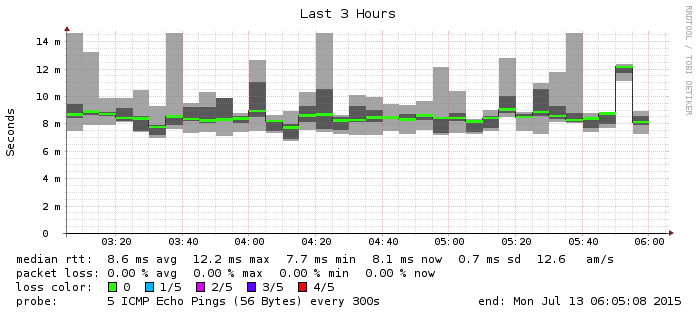 Last 3 Hours
RRDTOOL / TOBI OETIKER
Seconds
14 m
12 m
10 m
8 m
6 m
4 m
2 m
0
03:20 03:40 04:00 04:20 04:40 05:00 05:20 05:40 06:00
median rtt: 8.6 ms avg 12.2 ms max 7.7 ms min 8.1 ms now 0.7 ms sd 12.6 am/s
packet loss: 0.00 % avg 0.00 % max 0.00 % min 0.00 % now
loss color: 0 1/5 2/5 3/5 4/5
probe: 5 ICMP Echo Pings (56 Bytes) every 300s end: Mon Jul 13 06:05:08 2015